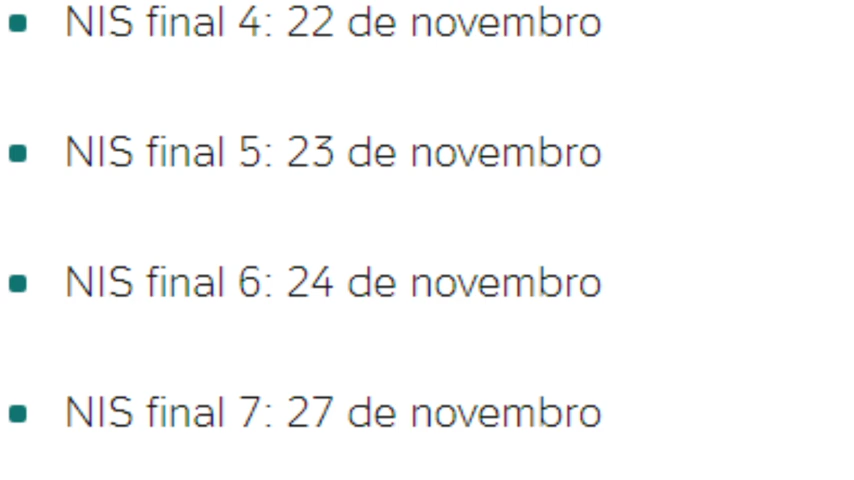 NIS final 4: 22 de novembro
NIS final 5: 23 de novembro
NIS final 6: 24 de novembro
NIS final 7: 27 de novembro